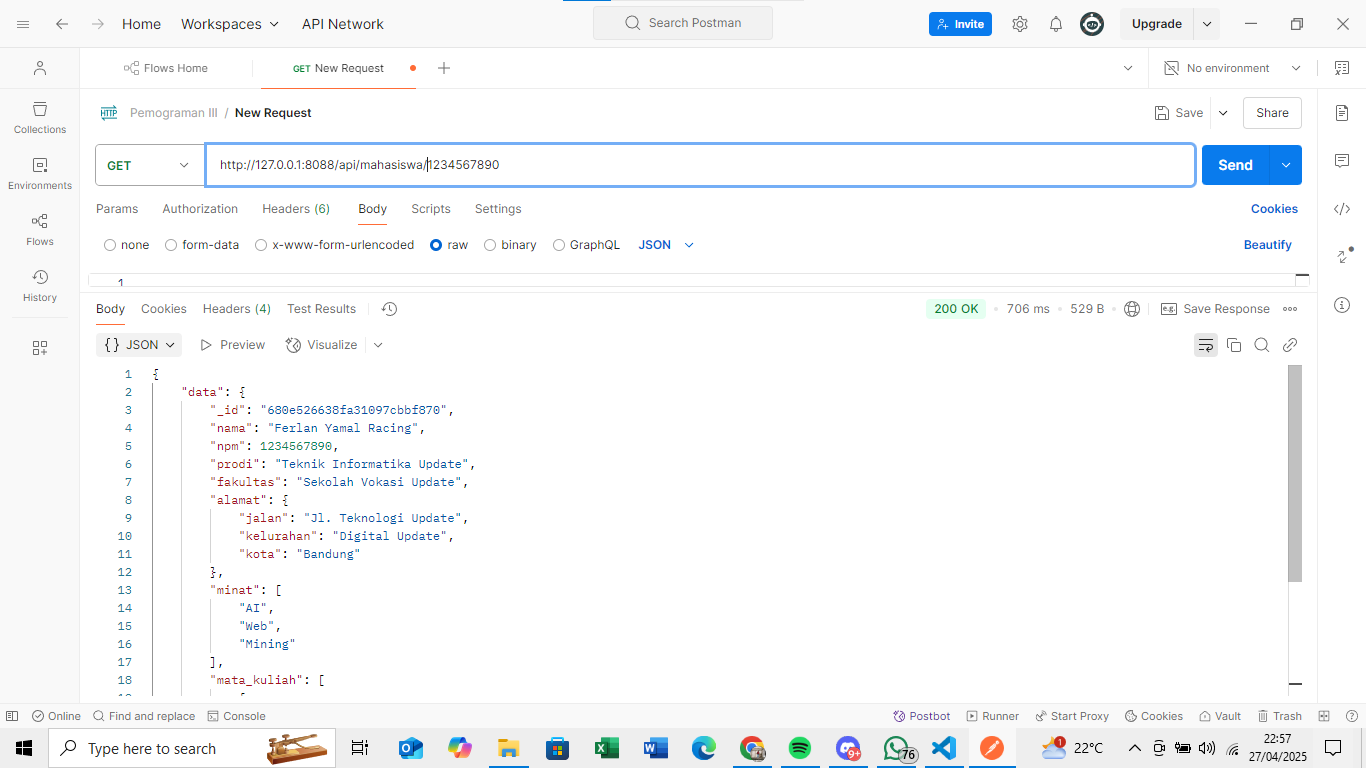 Home Workspaces API Network Search Postman Invite Upgrade
Flows Home GET New Request No environment
HTTP Pemograman III / New Request Save Share
Collections
GET http://127.0.0.1:8088/api/mahasiswa/1234567890 Send
Environments
Params Authorization Headers (6) Body Scripts Settings Cookies
Flows
none form-data x-www-form-urlencoded raw binary GraphQL JSON Beautify
History
1
Body Cookies Headers (4) Test Results 200 OK • 706 ms • 529 B e.g. Save Response
{} JSON Preview Visualize
1 {
2 "data": {
3 "_id": "680e526638fa31097cbbf870",
4 "nama": "Ferlan Yamal Racing",
5 "npm": 1234567890,
6 "prodi": "Teknik Informatika Update",
7 "fakultas": "Sekolah Vokasi Update",
8 "alamat": {
9 "jalan": "Jl. Teknologi Update",
10 "kelurahan": "Digital Update",
11 "kota": "Bandung"
12 },
13 "minat": [
14 "AI",
15 "Web",
16 "Mining"
17 ],
18 "mata_kuliah": [
Online Find and replace Console Postbot Runner Start Proxy Cookies Vault Trash
Type here to search 9+ 76 1 22°C 22:57
27/04/2025